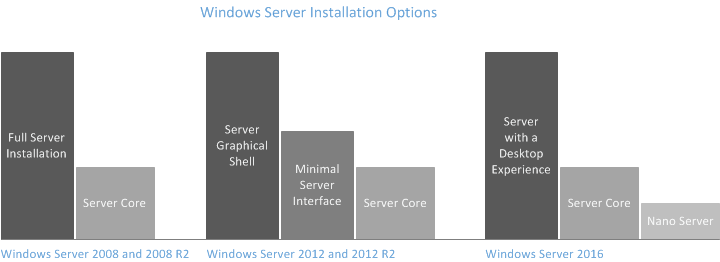 Windows Server Installation Options
Full Server
Installation
Server Core
Server
Graphical
Shell
Minimal
Server
Interface
Server Core
Server
with a
Desktop
Experience
Server Core
Nano Server
Windows Server 2008 and 2008 R2
Windows Server 2012 and 2012 R2
Windows Server 2016